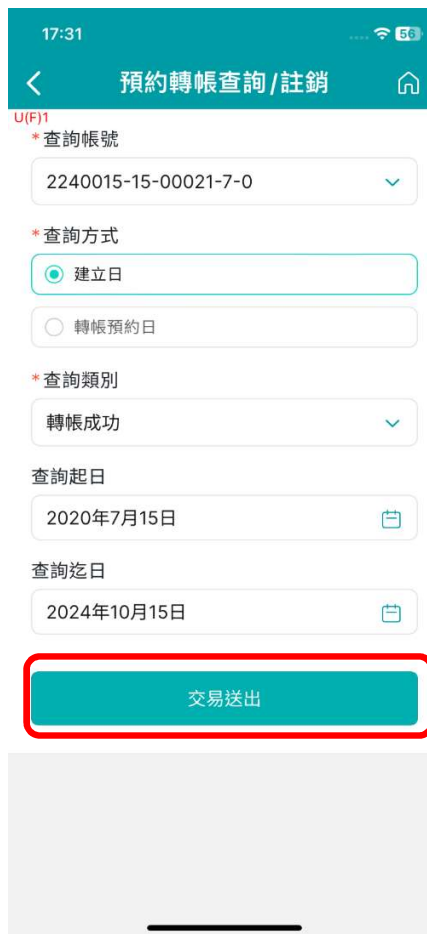 17:31
56
預約轉帳查詢/註銷
U(F)1
*查詢帳號
2240015-15-00021-7-0
*查詢方式
建立日
轉帳預約日
*查詢類別
轉帳成功
查詢起日
2020年7月15日
查詢迄日
2024年10月15日
交易送出